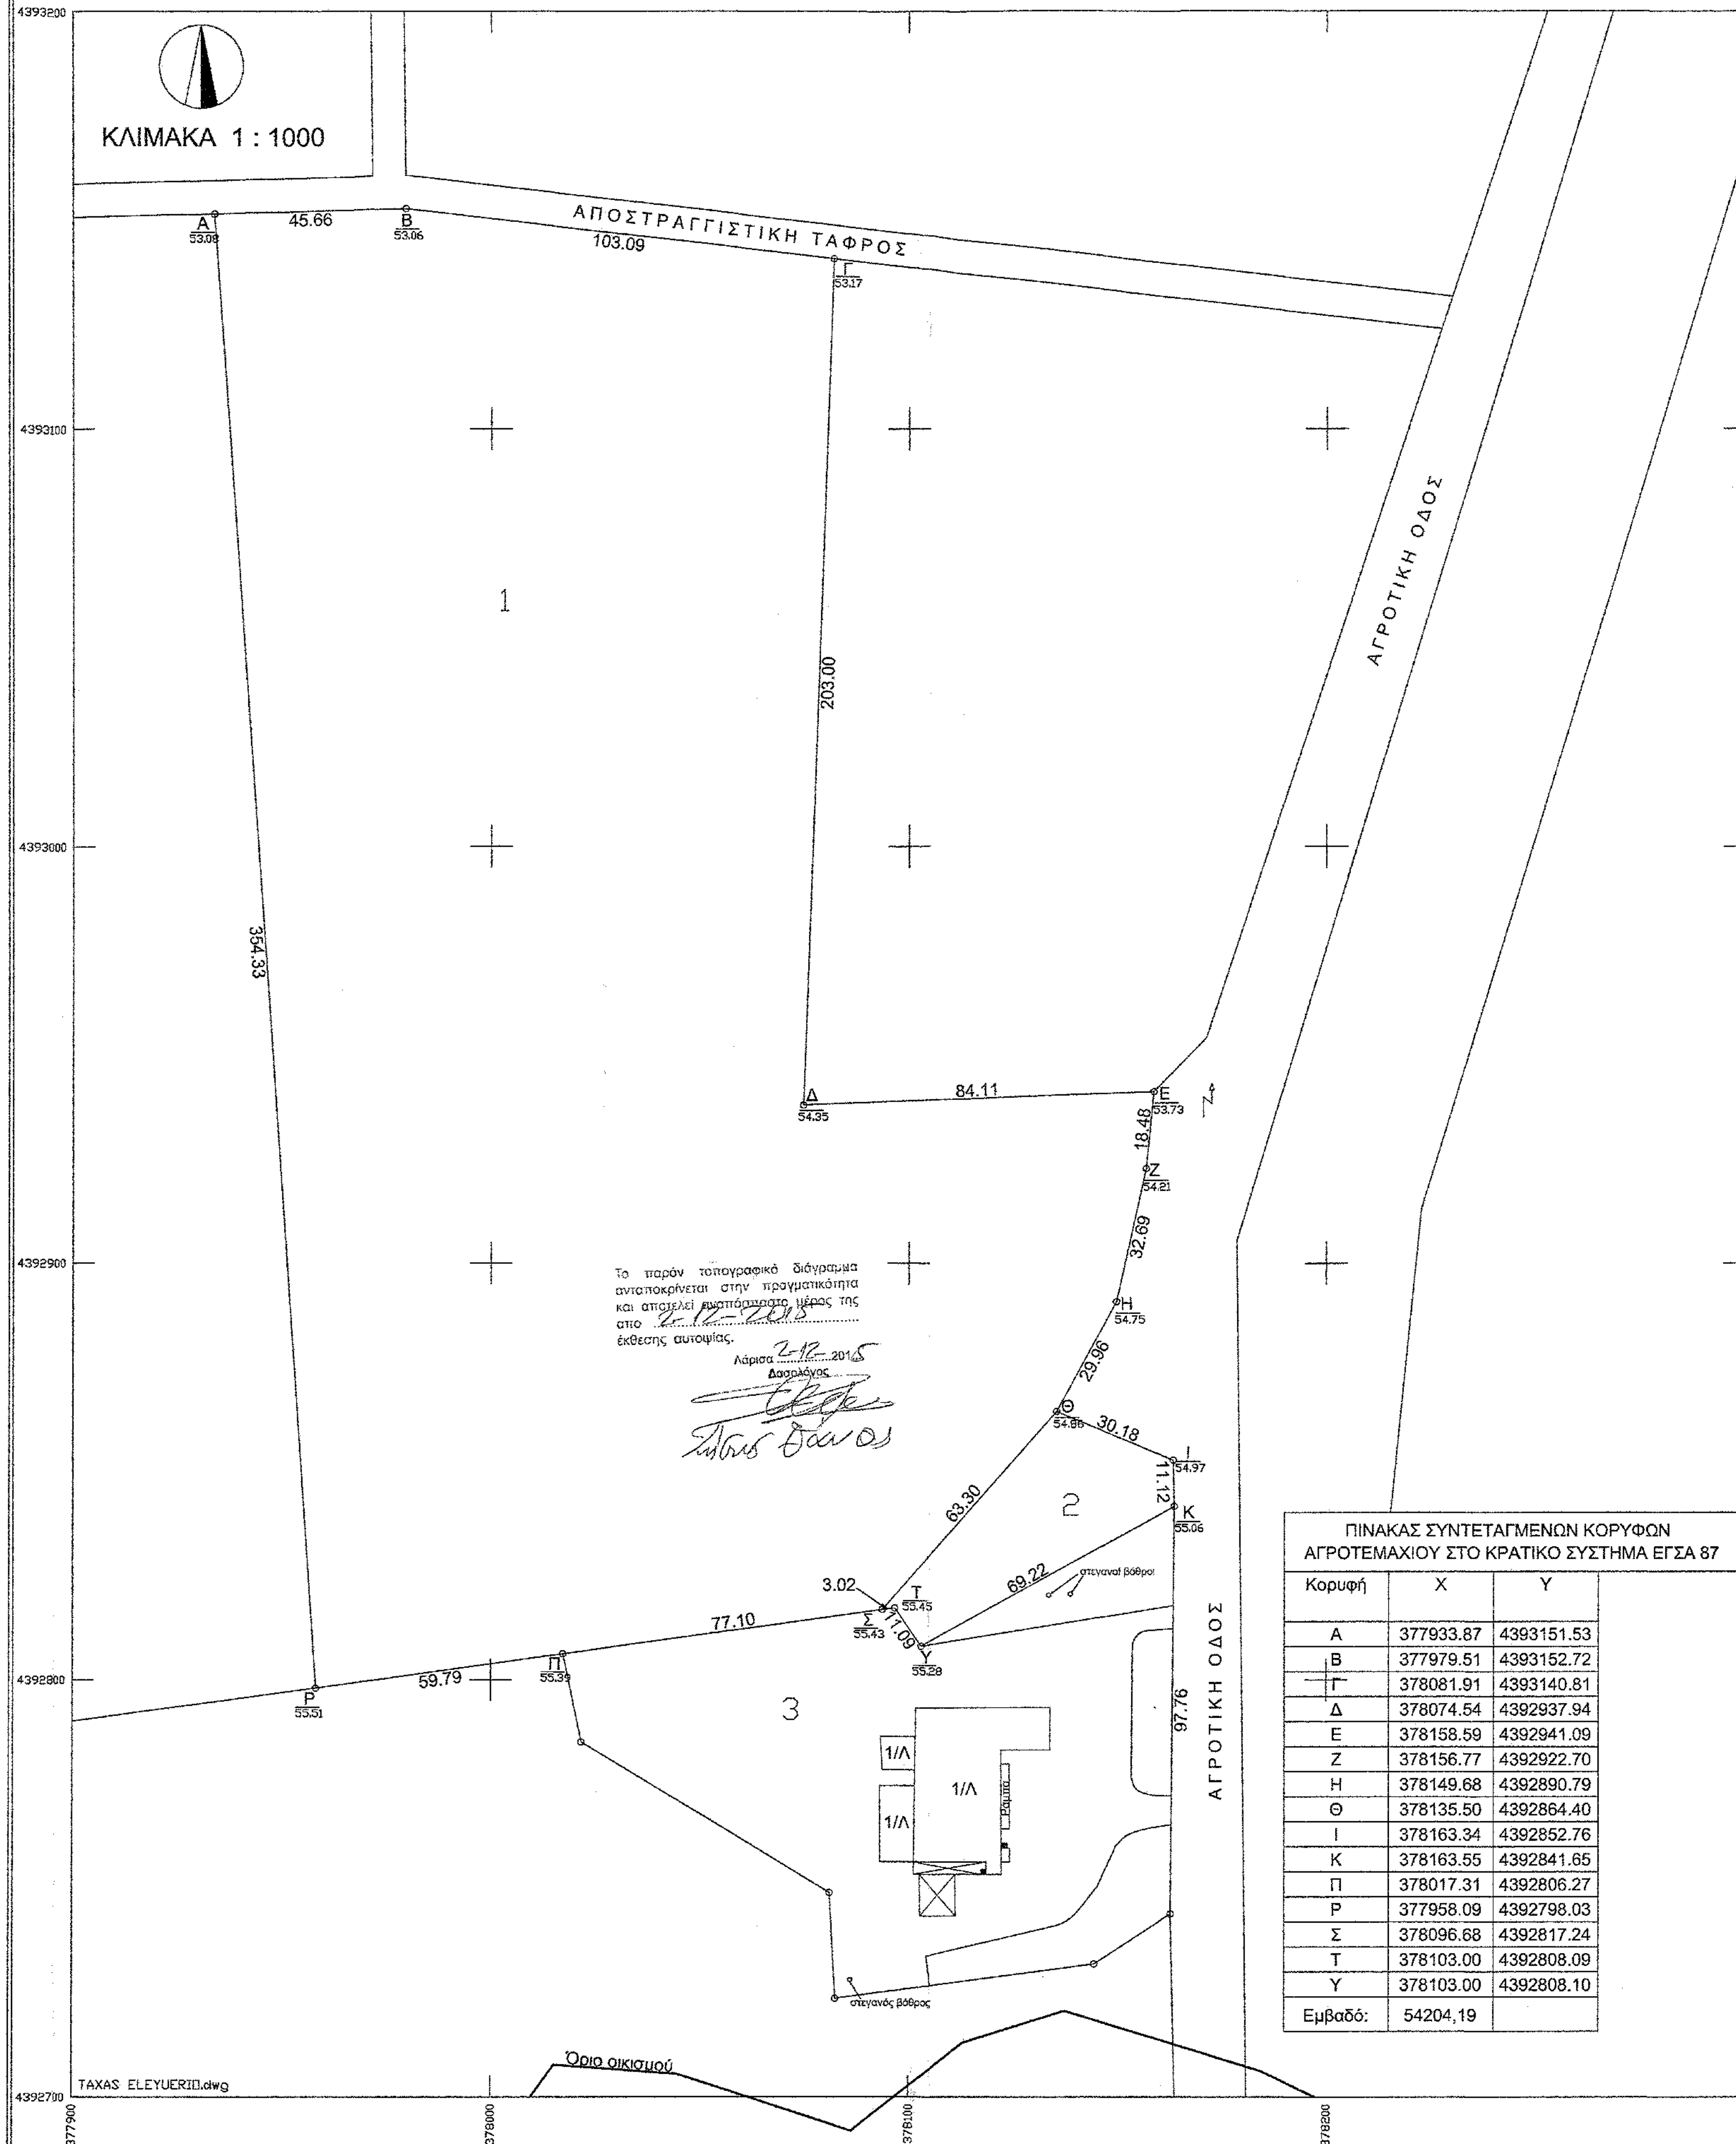 4393200
ΚΛΙΜΑΚΑ 1 : 1000
Α
53.08
45.66
Β
53.06
ΑΠΟΣΤΡΑΓΓΙΣΤΙΚΗ ΤΑΦΡΟΣ
103.09
Γ
53.17
4393100
ΑΓΡΟΤΙΚΗ ΟΔΟΣ
1
203.00
4393000
354.33
Δ
54.35
84.11
Ε
53.73
18.48
Ζ
54.21
32.69
4392900
Το παρόν τοπογραφικό διάγραμμα
ανταποκρίνεται στην πραγματικότητα
και αποτελεί αναπόσπαστο μέρος της
απο 2-12-2015
έκθεσης αυτοψίας.
Λάρισα 2-12-2015
Δασολόγος
Η
54.75
29.96
Θ
54.86
30.18
Ι
54.97
11.12
63.30
2
Κ
55.06
69.22
στεγανοί βόθροι
3.02
Τ
55.45
Σ
55.43
11.09
77.10
Υ
55.28
Π
55.39
59.79
4392800
Ρ
55.51
3
97.76
ΑΓΡΟΤΙΚΗ ΟΔΟΣ
1/Λ
1/Λ
1/Λ
Ράμπα
στεγανός βόθρος
Όριο οικισμού
TAXAS ELEYUERIO.dwg
4392700
377900
378000
378100
378200
ΠΙΝΑΚΑΣ ΣΥΝΤΕΤΑΓΜΕΝΩΝ ΚΟΡΥΦΩΝ
ΑΓΡΟΤΕΜΑΧΙΟΥ ΣΤΟ ΚΡΑΤΙΚΟ ΣΥΣΤΗΜΑ ΕΓΣΑ 87
Κορυφή Χ Υ
Α 377933.87 4393151.53
Β 377979.51 4393152.72
Γ 378081.91 4393140.81
Δ 378074.54 4392937.94
Ε 378158.59 4392941.09
Ζ 378156.77 4392922.70
Η 378149.68 4392890.79
Θ 378135.50 4392864.40
Ι 378163.34 4392852.76
Κ 378163.55 4392841.65
Π 378017.31 4392806.27
Ρ 377958.09 4392798.03
Σ 378096.68 4392817.24
Τ 378103.00 4392808.09
Υ 378103.00 4392808.10
Εμβαδό: 54204,19